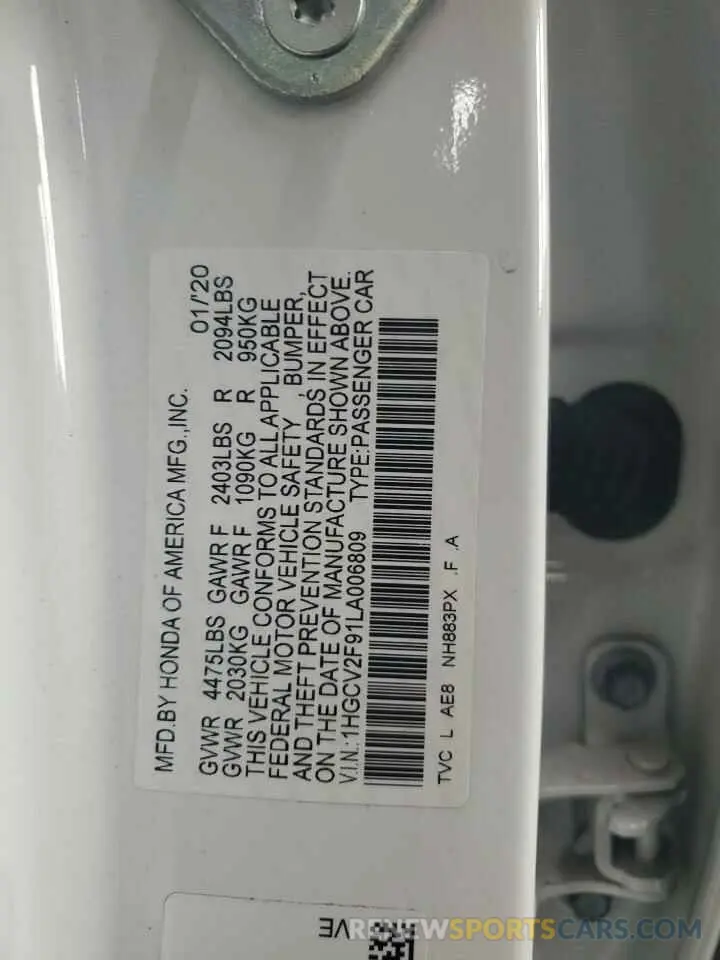 MFD.BY HONDA OF AMERICA MFG.,INC. 01/'20
GVWR 4475LBS GAWR F 2403LBS R 2094LBS
GVWR 2030KG GAWR F 1090KG R 950KG
THIS VEHICLE CONFORMS TO ALL APPLICABLE
FEDERAL MOTOR VEHICLE SAFETY , BUMPER,
AND THEFT PREVENTION STANDARDS IN EFFECT
ON THE DATE OF MANUFACTURE SHOWN ABOVE.
V.I.N.:1HGCV2F91LA006809 TYPE:PASSENGER CAR
TVC L AE8 NH883PX .F .A
VE
RENEWSPORTSCARS.COM